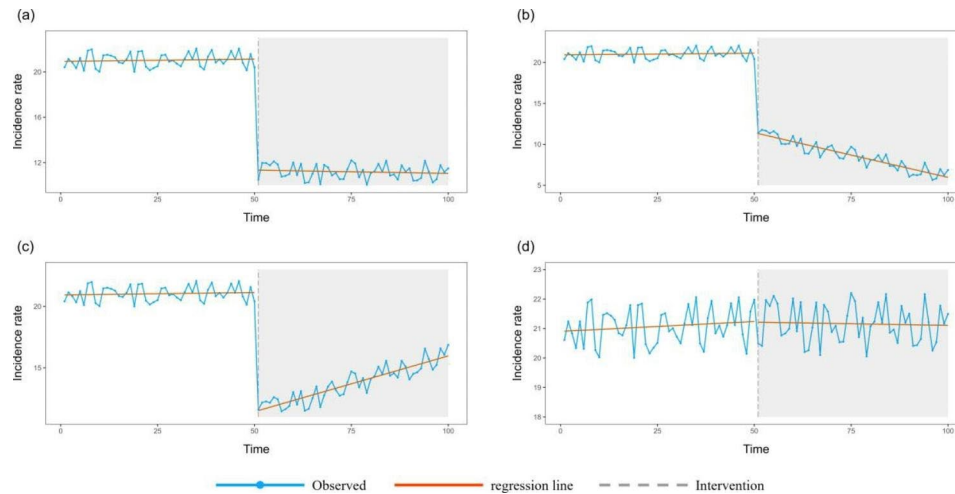 (a)
Incidence rate
20
16
12
0
25
50
75
100
Time
(b)
Incidence rate
20
15
10
5
0
25
50
75
100
Time
(c)
Incidence rate
20
15
0
25
50
75
100
Time
(d)
Incidence rate
23
22
21
20
19
18
17
0
25
50
75
100
Time
Observed
regression line
Intervention